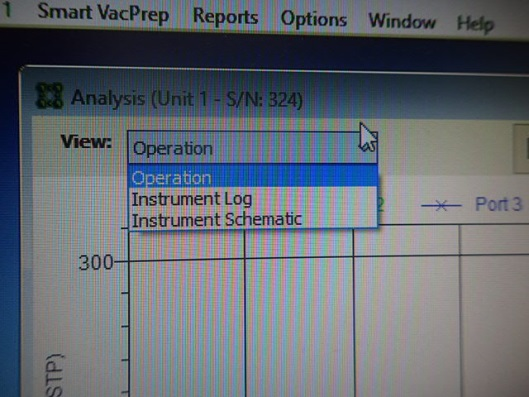 1 Smart VacPrep Reports Options Window Help
Analysis (Unit 1 - S/N: 324)
View: Operation
Operation
Instrument Log
Instrument Schematic
2 Port 3
300
STP)